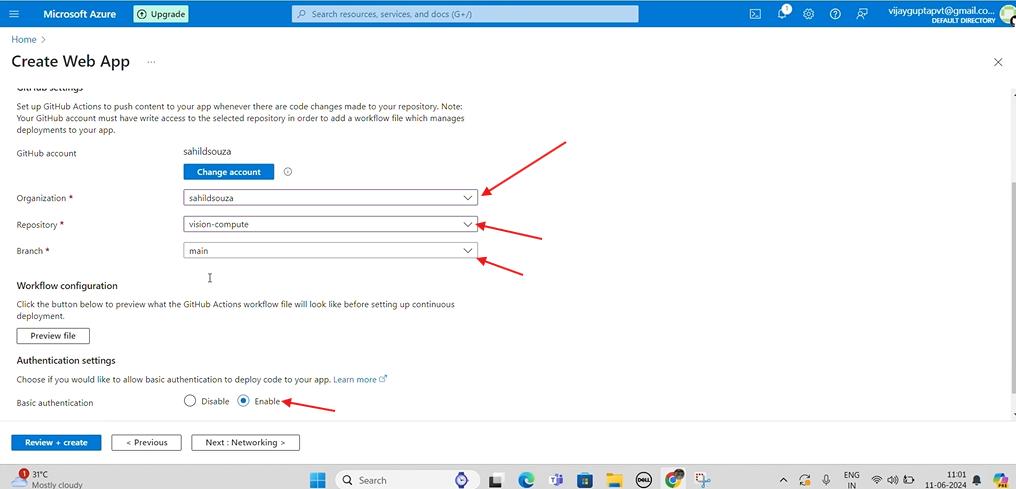 Microsoft Azure
Upgrade
Search resources, services, and docs (G+/)
1
vijayguptapvt@gmail.co...
DEFAULT DIRECTORY
Home >
Create Web App ...
GitHub settings
Set up GitHub Actions to push content to your app whenever there are code changes made to your repository. Note:
Your GitHub account must have write access to the selected repository in order to add a workflow file which manages
deployments to your app.
GitHub account
sahildsouza
Change account
Organization *
sahildsouza
Repository *
vision-compute
Branch *
main
Workflow configuration
Click the button below to preview what the GitHub Actions workflow file will look like before setting up continuous
deployment.
Preview file
Authentication settings
Choose if you would like to allow basic authentication to deploy code to your app. Learn more
Basic authentication
Disable
Enable
Review + create
< Previous
Next : Networking >
1
31°C
Mostly cloudy
Search
DELL
ENG
IN
11:01
11-06-2024
PRE